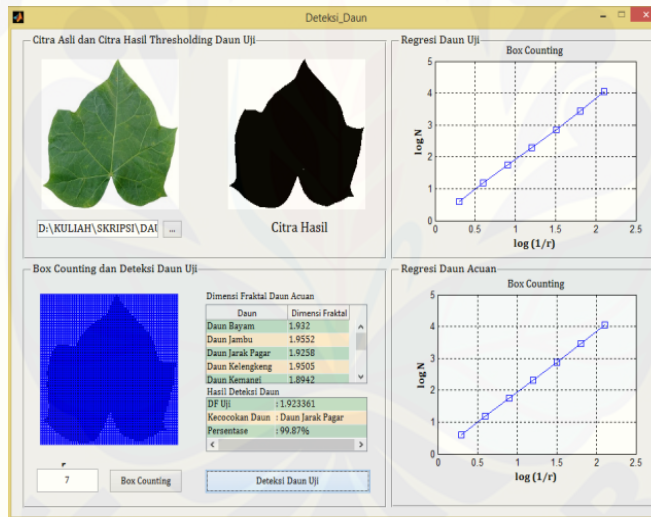 Deteksi_Daun
Citra Asli dan Citra Hasil Thresholding Daun Uji
D:\KULIAH\SKRIPSI\DAU
...
Citra Hasil
Regresi Daun Uji
Box Counting
5
4
3
2
1
0
log N
0 0.5 1 1.5 2 2.5
log (1/r)
Box Counting dan Deteksi Daun Uji
r
7
Box Counting
Dimensi Fraktal Daun Acuan
Daun Dimensi Fraktal
Daun Bayam 1.932
Daun Jambu 1.9552
Daun Jarak Pagar 1.9258
Daun Kelengkeng 1.9505
Daun Kemangi 1.8942
Hasil Deteksi Daun
DF Uji : 1.923361
Kecocokan Daun : Daun Jarak Pagar
Persentase : 99.87%
Deteksi Daun Uji
Regresi Daun Acuan
Box Counting
5
4
3
2
1
0
log N
0 0.5 1 1.5 2 2.5
log (1/r)